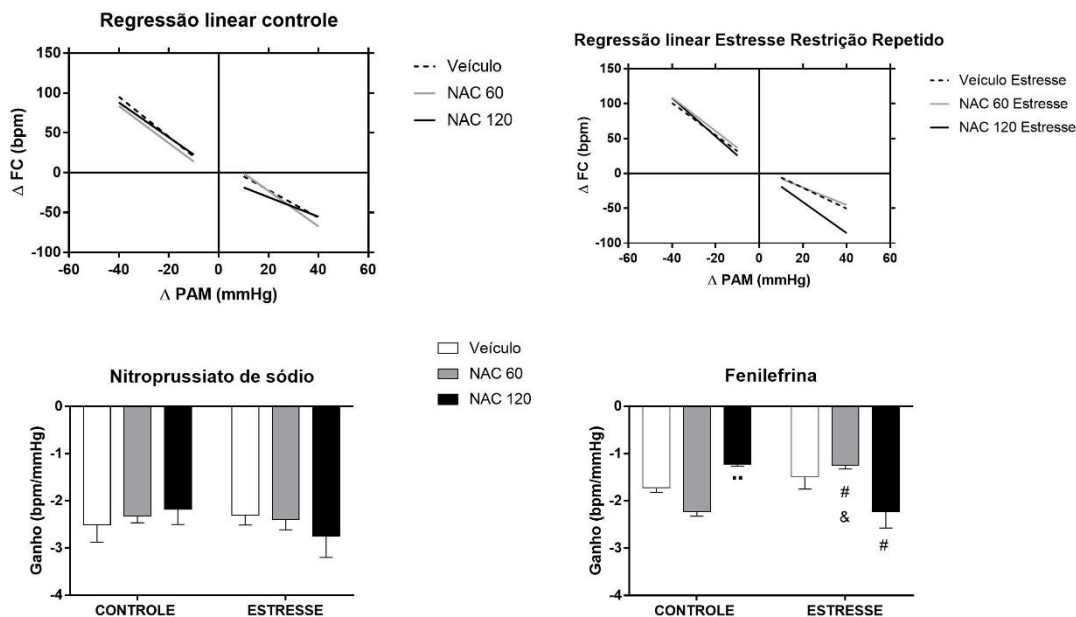 Regressão linear controle
150
100
50
0
-50
-100
-60 -40 -20 0 20 40 60
Δ FC (bpm)
Δ PAM (mmHg)
Veículo
NAC 60
NAC 120
Regressão linear Estresse Restrição Repetido
150
100
50
0
-50
-100
-60 -40 -20 0 20 40 60
Δ FC (bpm)
Δ PAM (mmHg)
Veículo Estresse
NAC 60 Estresse
NAC 120 Estresse
Veículo
NAC 60
NAC 120
Nitroprussiato de sódio
0
-1
-2
-3
-4
Ganho (bpm/mmHg)
CONTROLE ESTRESSE
Fenilefrina
0
-1
-2
-3
-4
Ganho (bpm/mmHg)
#
&
#
CONTROLE ESTRESSE